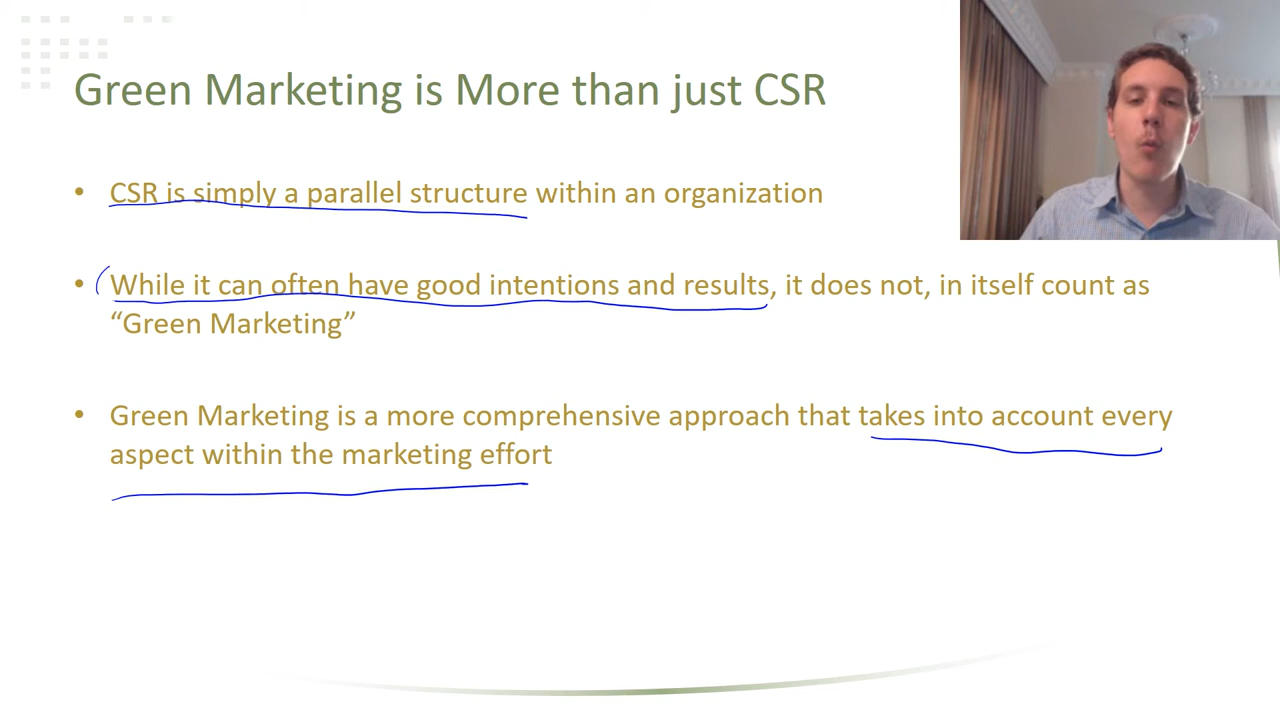 Green Marketing is More than just CSR
• CSR is simply a parallel structure within an organization
• While it can often have good intentions and results, it does not, in itself count as
“Green Marketing”
• Green Marketing is a more comprehensive approach that takes into account every
aspect within the marketing effort